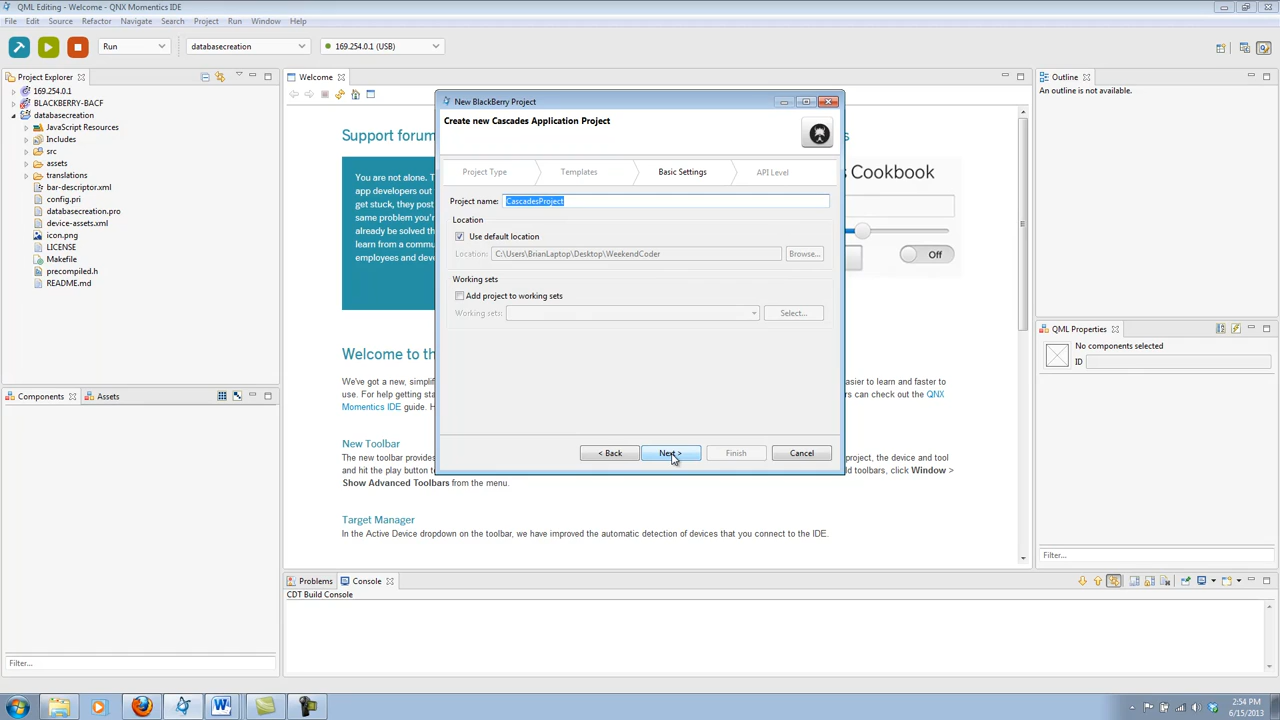 QML Editing - Welcome - QNX Momentics IDE
File Edit Source Refactor Navigate Search Project Run Window Help
Run databasecreation 169.254.0.1 (USB)
Project Explorer
169.254.0.1
BLACKBERRY-BACF
databasecreation
JavaScript Resources
Includes
src
assets
translations
bar-descriptor.xml
config.pri
databasecreation.pro
device-assets.xml
icon.png
LICENSE
Makefile
precompiled.h
README.md
Components Assets
Filter...
Welcome
Support forum
You are not alone. T
app developers out
get stuck, they post
same problem you'r
already be solved th
learn from a commu
employees and deve
s Cookbook
Off
Welcome to th
We've got a new, simplif
easier to learn and faster to
use. For help getting sta
rs can check out the QNX
Momentics IDE guide. H
New Toolbar
The new toolbar provides
project, the device and tool
and hit the play button to
d toolbars, click Window >
Show Advanced Toolbars from the menu.
Target Manager
In the Active Device dropdown on the toolbar, we have improved the automatic detection of devices that you connect to the IDE.
New BlackBerry Project
Create new Cascades Application Project
Project Type Templates Basic Settings API Level
Project name: CascadesProject
Location
Use default location
Location: C:\Users\BrianLaptop\Desktop\WeekendCoder Browse...
Working sets
Add project to working sets
Working sets: Select...
< Back Next > Finish Cancel
Outline
An outline is not available.
QML Properties
No components selected
ID
Filter...
Problems Console
CDT Build Console
2:54 PM
6/15/2013